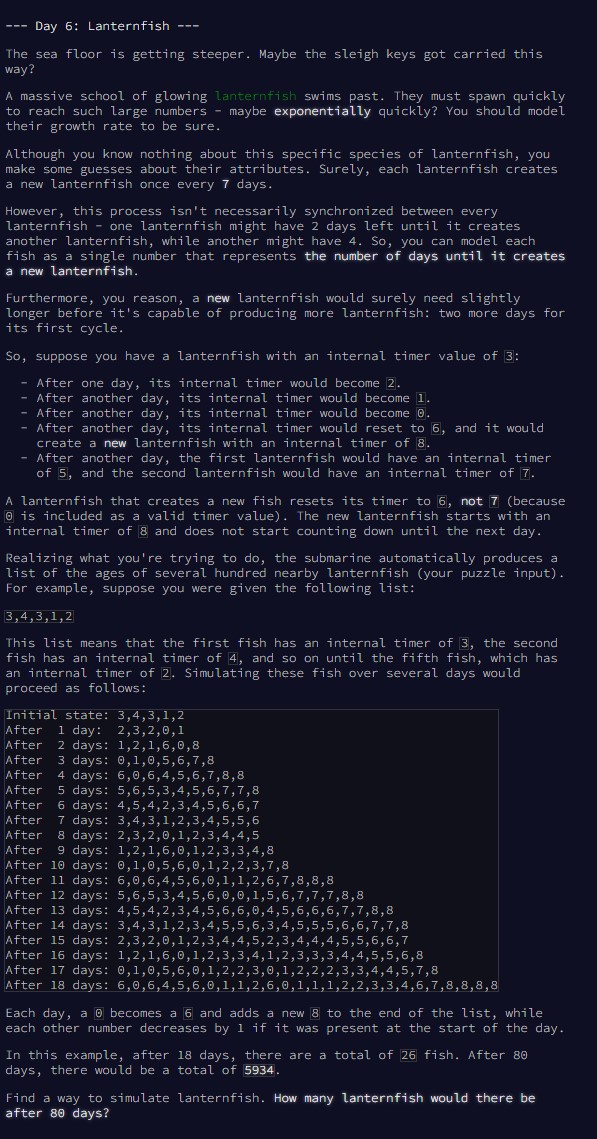 --- Day 6: Lanternfish ---
The sea floor is getting steeper. Maybe the sleigh keys got carried this
way?
A massive school of glowing lanternfish swims past. They must spawn quickly
to reach such large numbers - maybe exponentially quickly? You should model
their growth rate to be sure.
Although you know nothing about this specific species of lanternfish, you
make some guesses about their attributes. Surely, each lanternfish creates
a new lanternfish once every 7 days.
However, this process isn't necessarily synchronized between every
lanternfish - one lanternfish might have 2 days left until it creates
another lanternfish, while another might have 4. So, you can model each
fish as a single number that represents the number of days until it creates
a new lanternfish.
Furthermore, you reason, a new lanternfish would surely need slightly
longer before it's capable of producing more lanternfish: two more days for
its first cycle.
So, suppose you have a lanternfish with an internal timer value of 3:
- After one day, its internal timer would become 2.
- After another day, its internal timer would become 1.
- After another day, its internal timer would become 0.
- After another day, its internal timer would reset to 6, and it would
create a new lanternfish with an internal timer of 8.
- After another day, the first lanternfish would have an internal timer
of 5, and the second lanternfish would have an internal timer of 7.
A lanternfish that creates a new fish resets its timer to 6, not 7 (because
0 is included as a valid timer value). The new lanternfish starts with an
internal timer of 8 and does not start counting down until the next day.
Realizing what you're trying to do, the submarine automatically produces a
list of the ages of several hundred nearby lanternfish (your puzzle input).
For example, suppose you were given the following list:
3,4,3,1,2
This list means that the first fish has an internal timer of 3, the second
fish has an internal timer of 4, and so on until the fifth fish, which has
an internal timer of 2. Simulating these fish over several days would
proceed as follows:
Initial state: 3,4,3,1,2
After  1 day:  2,3,2,0,1
After  2 days: 1,2,1,6,0,8
After  3 days: 0,1,0,5,6,7,8
After  4 days: 6,0,6,4,5,6,7,8,8
After  5 days: 5,6,5,3,4,5,6,7,7,8
After  6 days: 4,5,4,2,3,4,5,6,6,7
After  7 days: 3,4,3,1,2,3,4,5,5,6
After  8 days: 2,3,2,0,1,2,3,4,4,5
After  9 days: 1,2,1,6,0,1,2,3,3,4,8
After 10 days: 0,1,0,5,6,0,1,2,2,3,7,8
After 11 days: 6,0,6,4,5,6,0,1,1,2,6,7,8,8,8
After 12 days: 5,6,5,3,4,5,6,0,0,1,5,6,7,7,7,8,8
After 13 days: 4,5,4,2,3,4,5,6,6,0,4,5,6,6,6,7,7,8,8
After 14 days: 3,4,3,1,2,3,4,5,5,6,3,4,5,5,5,6,6,7,7,8
After 15 days: 2,3,2,0,1,2,3,4,4,5,2,3,4,4,4,5,5,6,6,7
After 16 days: 1,2,1,6,0,1,2,3,3,4,1,2,3,3,3,4,4,5,5,6,8
After 17 days: 0,1,0,5,6,0,1,2,2,3,0,1,2,2,2,3,3,4,4,5,7,8
After 18 days: 6,0,6,4,5,6,0,1,1,2,6,0,1,1,1,2,2,3,3,4,6,7,8,8,8,8
Each day, a 0 becomes a 6 and adds a new 8 to the end of the list, while
each other number decreases by 1 if it was present at the start of the day.
In this example, after 18 days, there are a total of 26 fish. After 80
days, there would be a total of 5934.
Find a way to simulate lanternfish. How many lanternfish would there be
after 80 days?